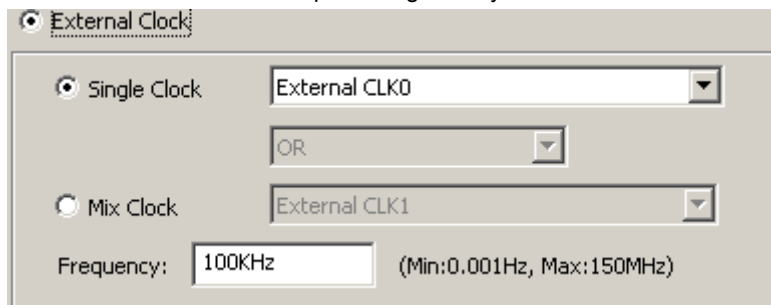 External Clock
Single Clock External CLK0
OR
Mix Clock External CLK1
Frequency: 100KHz (Min:0.001Hz, Max:150MHz)